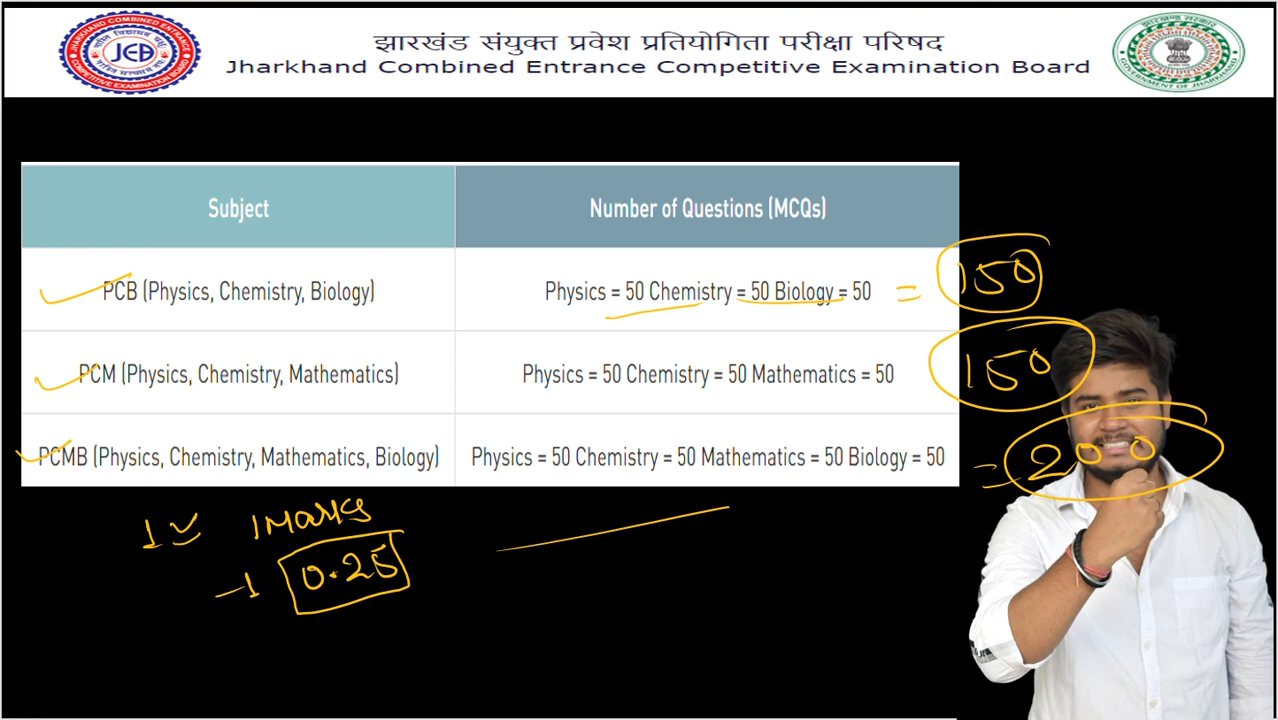 झारखंड संयुक्त प्रवेश प्रतियोगिता परीक्षा परिषद
Jharkhand Combined Entrance Competitive Examination Board
JEB
Subject
Number of Questions (MCQs)
PCB (Physics, Chemistry, Biology)
Physics = 50 Chemistry = 50 Biology = 50
= 150
PCM (Physics, Chemistry, Mathematics)
Physics = 50 Chemistry = 50 Mathematics = 50
150
PCMB (Physics, Chemistry, Mathematics, Biology)
Physics = 50 Chemistry = 50 Mathematics = 50 Biology = 50
= 200
1 1 Marks
-1 0.25